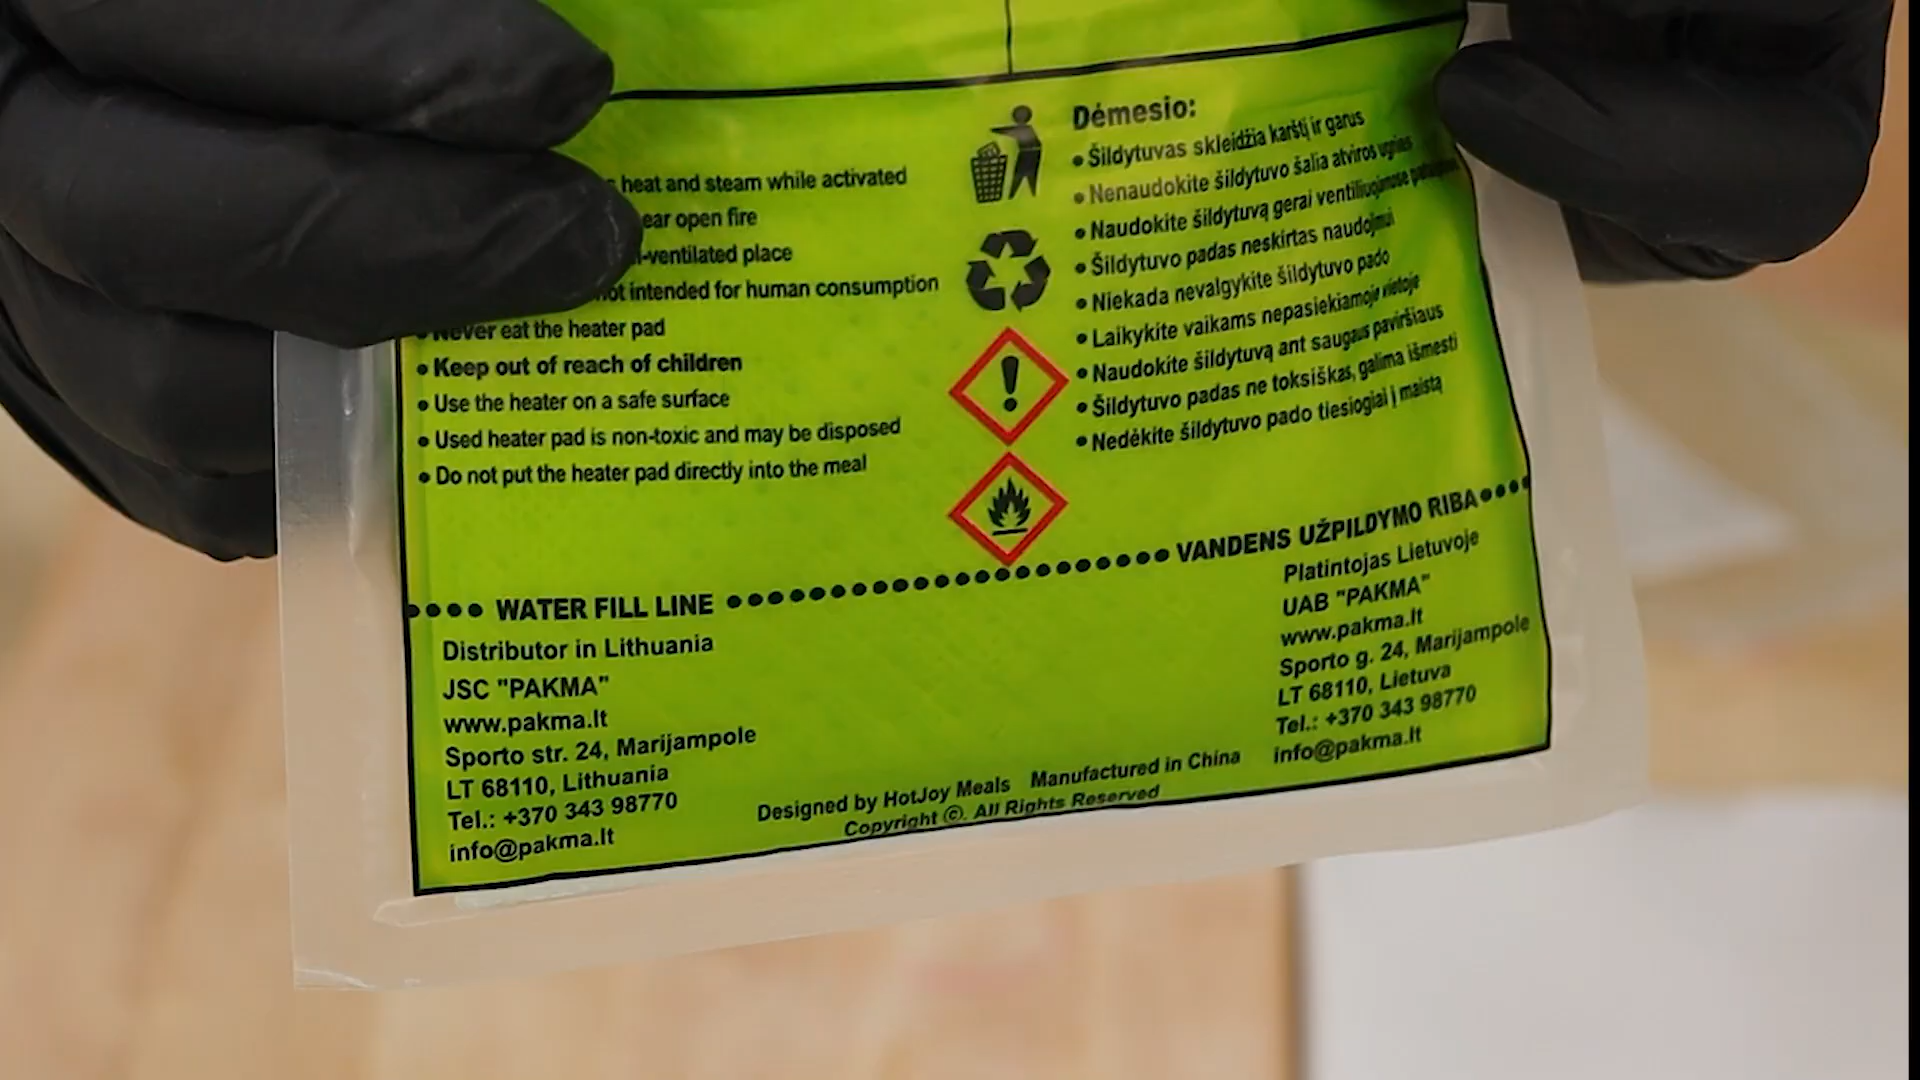 heat and steam while activated
open fire
ventilated place
intended for human consumption
Never eat the heater pad
• Keep out of reach of children
• Use the heater on a safe surface
• Used heater pad is non-toxic and may be disposed
• Do not put the heater pad directly into the meal
Dėmesio:
• Šildytuvas skleidžia karštį ir garus
• Nenaudokite šildytuvo šalia atviros ugnies
• Naudokite šildytuvą gerai ventiliuojamose
• Šildytuvo padas neskirtas naudojimui
• Niekada nevalgykite šildytuvo pado
• Laikykite vaikams nepasiekiamoje vietoje
• Naudokite šildytuvą ant saugaus paviršiaus
• Šildytuvo padas ne toksiškas, galima išmesti
• Nedėkite šildytuvo pado tiesiogiai į maistą
WATER FILL LINE
VANDENS UŽPILDYMO RIBA
Distributor in Lithuania
JSC "PAKMA"
www.pakma.lt
Sporto str. 24, Marijampole
LT 68110, Lithuania
Tel.: +370 343 98770
info@pakma.lt
Designed by HotJoy Meals Manufactured in China
Copyright ©. All Rights Reserved
Platintojas Lietuvoje
UAB "PAKMA"
www.pakma.lt
Sporto g. 24, Marijampole
LT 68110, Lietuva
Tel.: +370 343 98770
info@pakma.lt